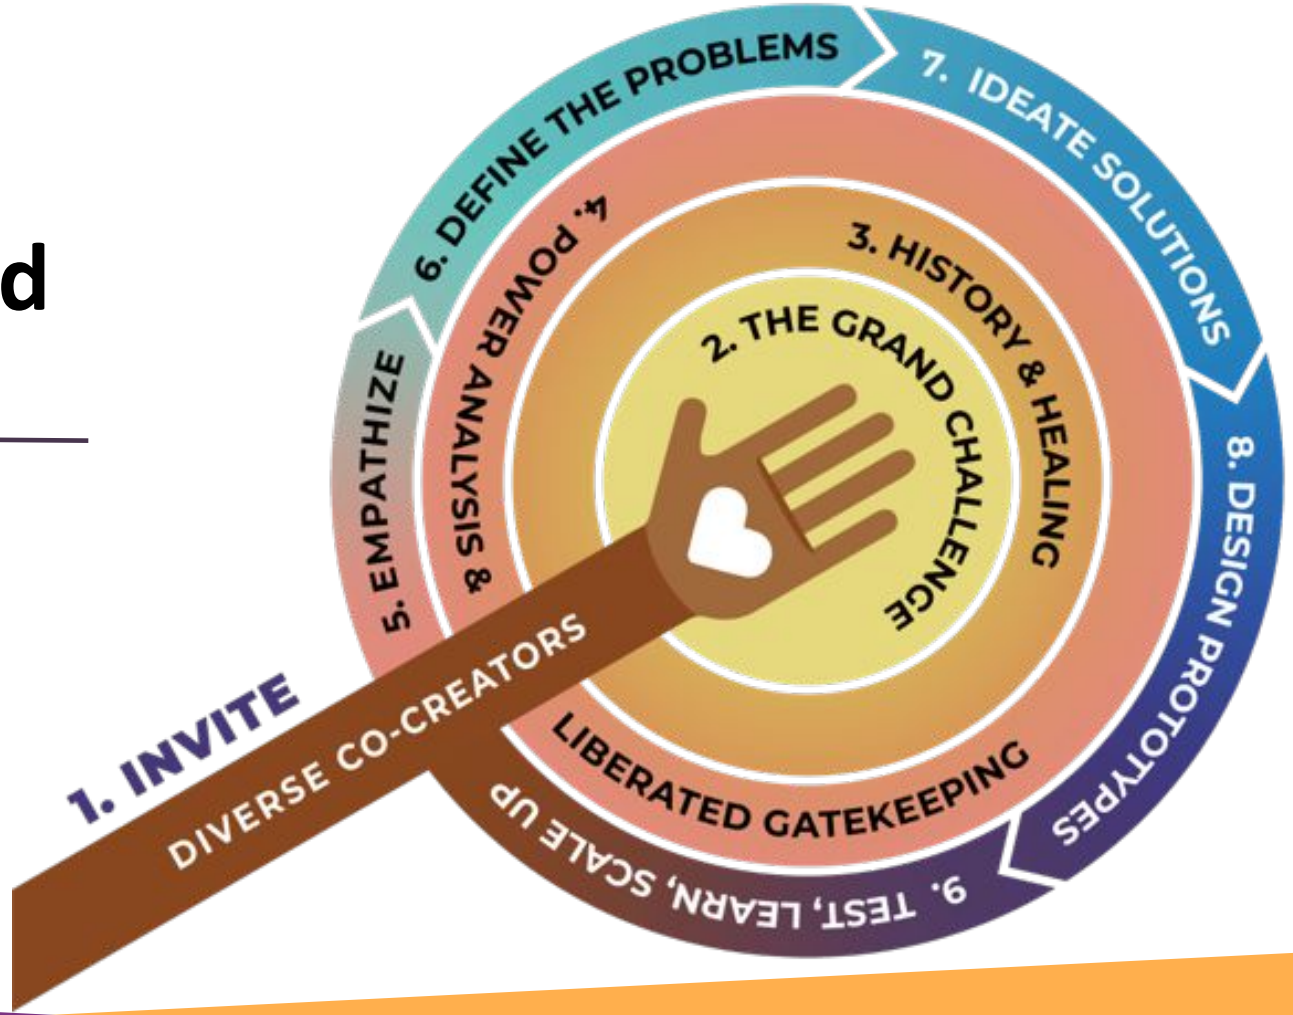 d
1. INVITE
DIVERSE CO-CREATORS
2. THE GRAND CHALLENGE
3. HISTORY & HEALING
4. POWER ANALYSIS &
LIBERATED GATEKEEPING
5. EMPATHIZE
6. DEFINE THE PROBLEMS
7. IDEATE SOLUTIONS
8. DESIGN PROTOTYPES
9. TEST, LEARN, SCALE UP